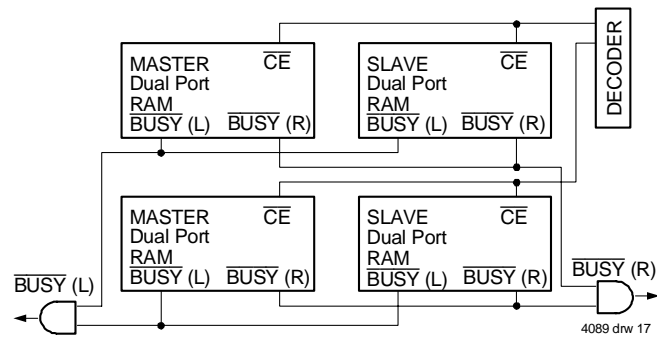 MASTER CE
Dual Port
RAM
BUSY (L) BUSY (R)
SLAVE CE
Dual Port
RAM
BUSY (L) BUSY (R)
DECODER
MASTER CE
Dual Port
RAM
BUSY (L) BUSY (R)
SLAVE CE
Dual Port
RAM
BUSY (L) BUSY (R)
BUSY (L)
BUSY (R)
4089 drw 17